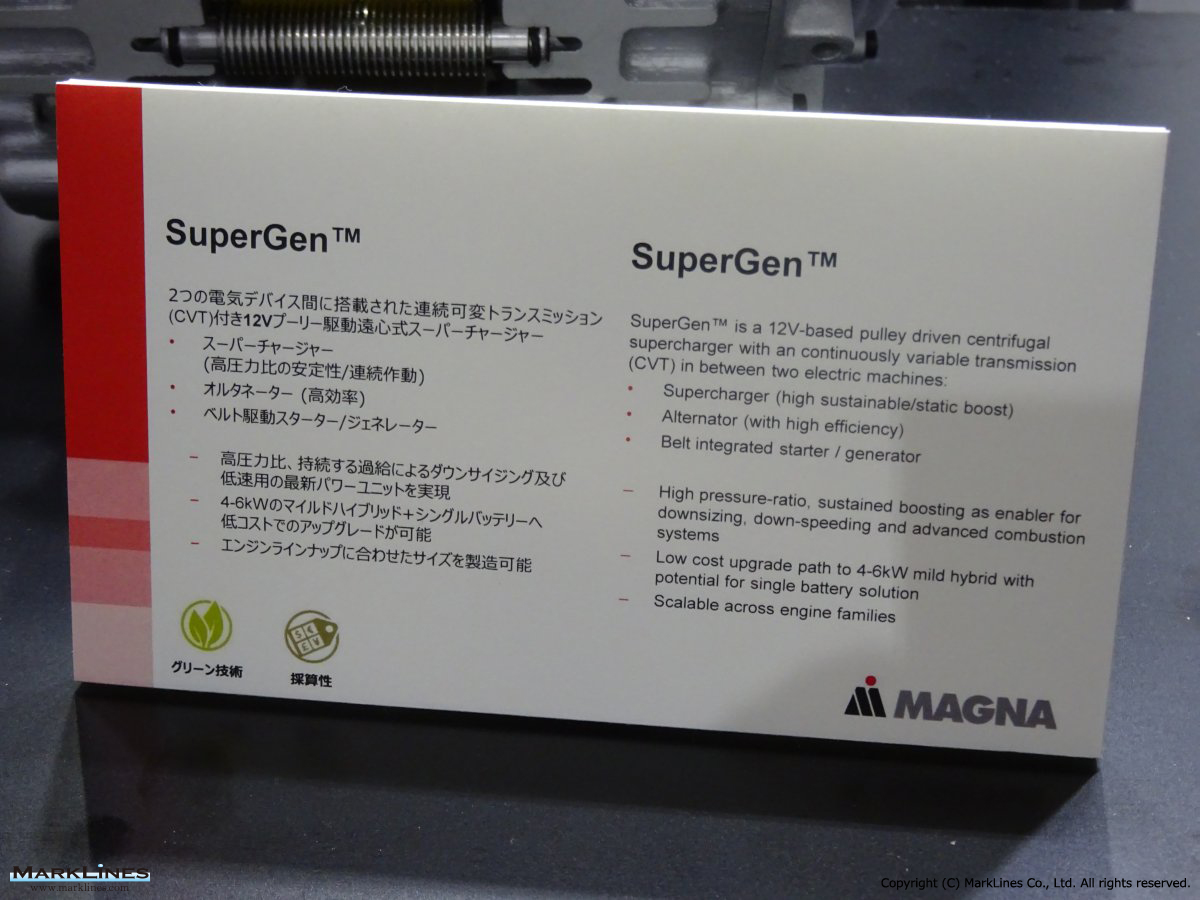 SuperGen™
2つの電気デバイス間に搭載された連続可変トランスミッション
(CVT)付き12Vプーリー駆動遠心式スーパーチャージャー
• スーパーチャージャー
(高圧力比の安定性/連続作動)
• オルタネーター (高効率)
• ベルト駆動スターター/ジェネレーター
– 高圧力比、持続する過給によるダウンサイジング及び
低速用の最新パワーユニットを実現
– 4-6kWのマイルドハイブリッド+シングルバッテリーへ
低コストでのアップグレードが可能
– エンジンラインナップに合わせたサイズを製造可能
グリーン技術
$ € £ ¥
採算性
SuperGen™
SuperGen™ is a 12V-based pulley driven centrifugal
supercharger with an continuously variable transmission
(CVT) in between two electric machines:
• Supercharger (high sustainable/static boost)
• Alternator (with high efficiency)
• Belt integrated starter / generator
– High pressure-ratio, sustained boosting as enabler for
downsizing, down-speeding and advanced combustion
systems
– Low cost upgrade path to 4-6kW mild hybrid with
potential for single battery solution
– Scalable across engine families
MAGNA
MARKLINES
www.marklines.com
Copyright (C) MarkLines Co., Ltd. All rights reserved.